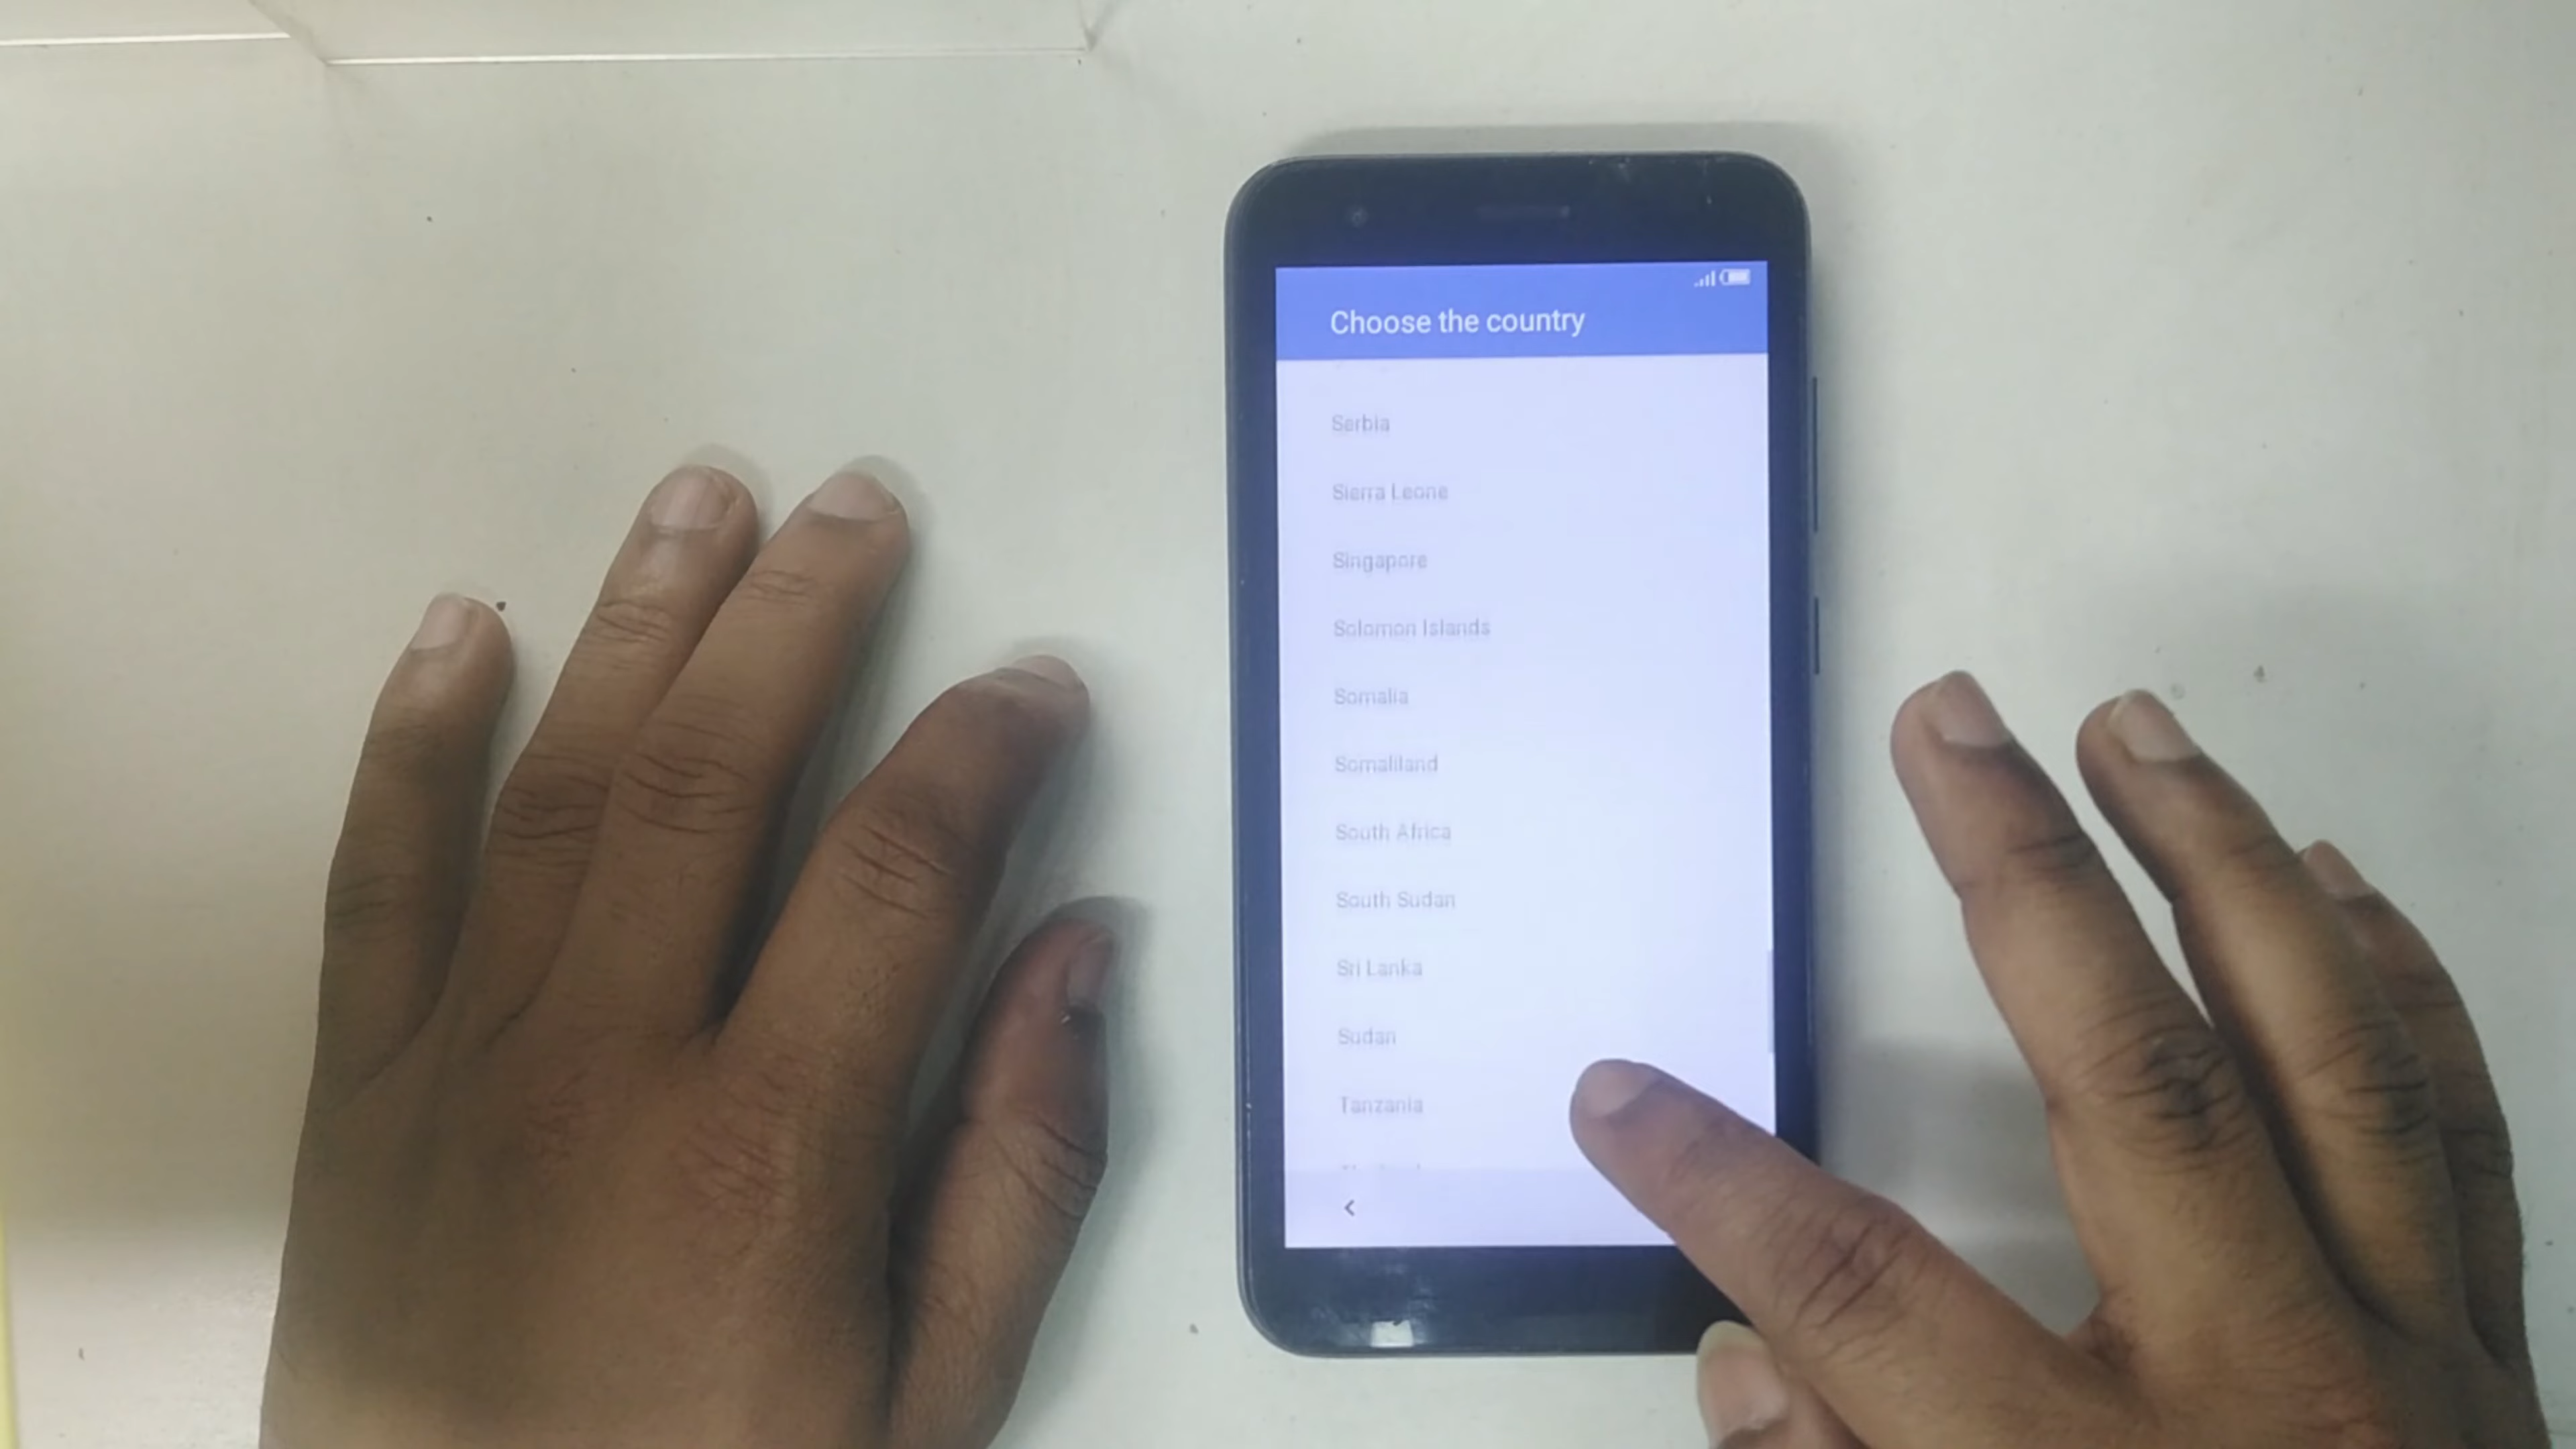 Choose the country
Serbia
Sierra Leone
Singapore
Solomon Islands
Somalia
Somaliland
South Africa
South Sudan
Sri Lanka
Sudan
Tanzania